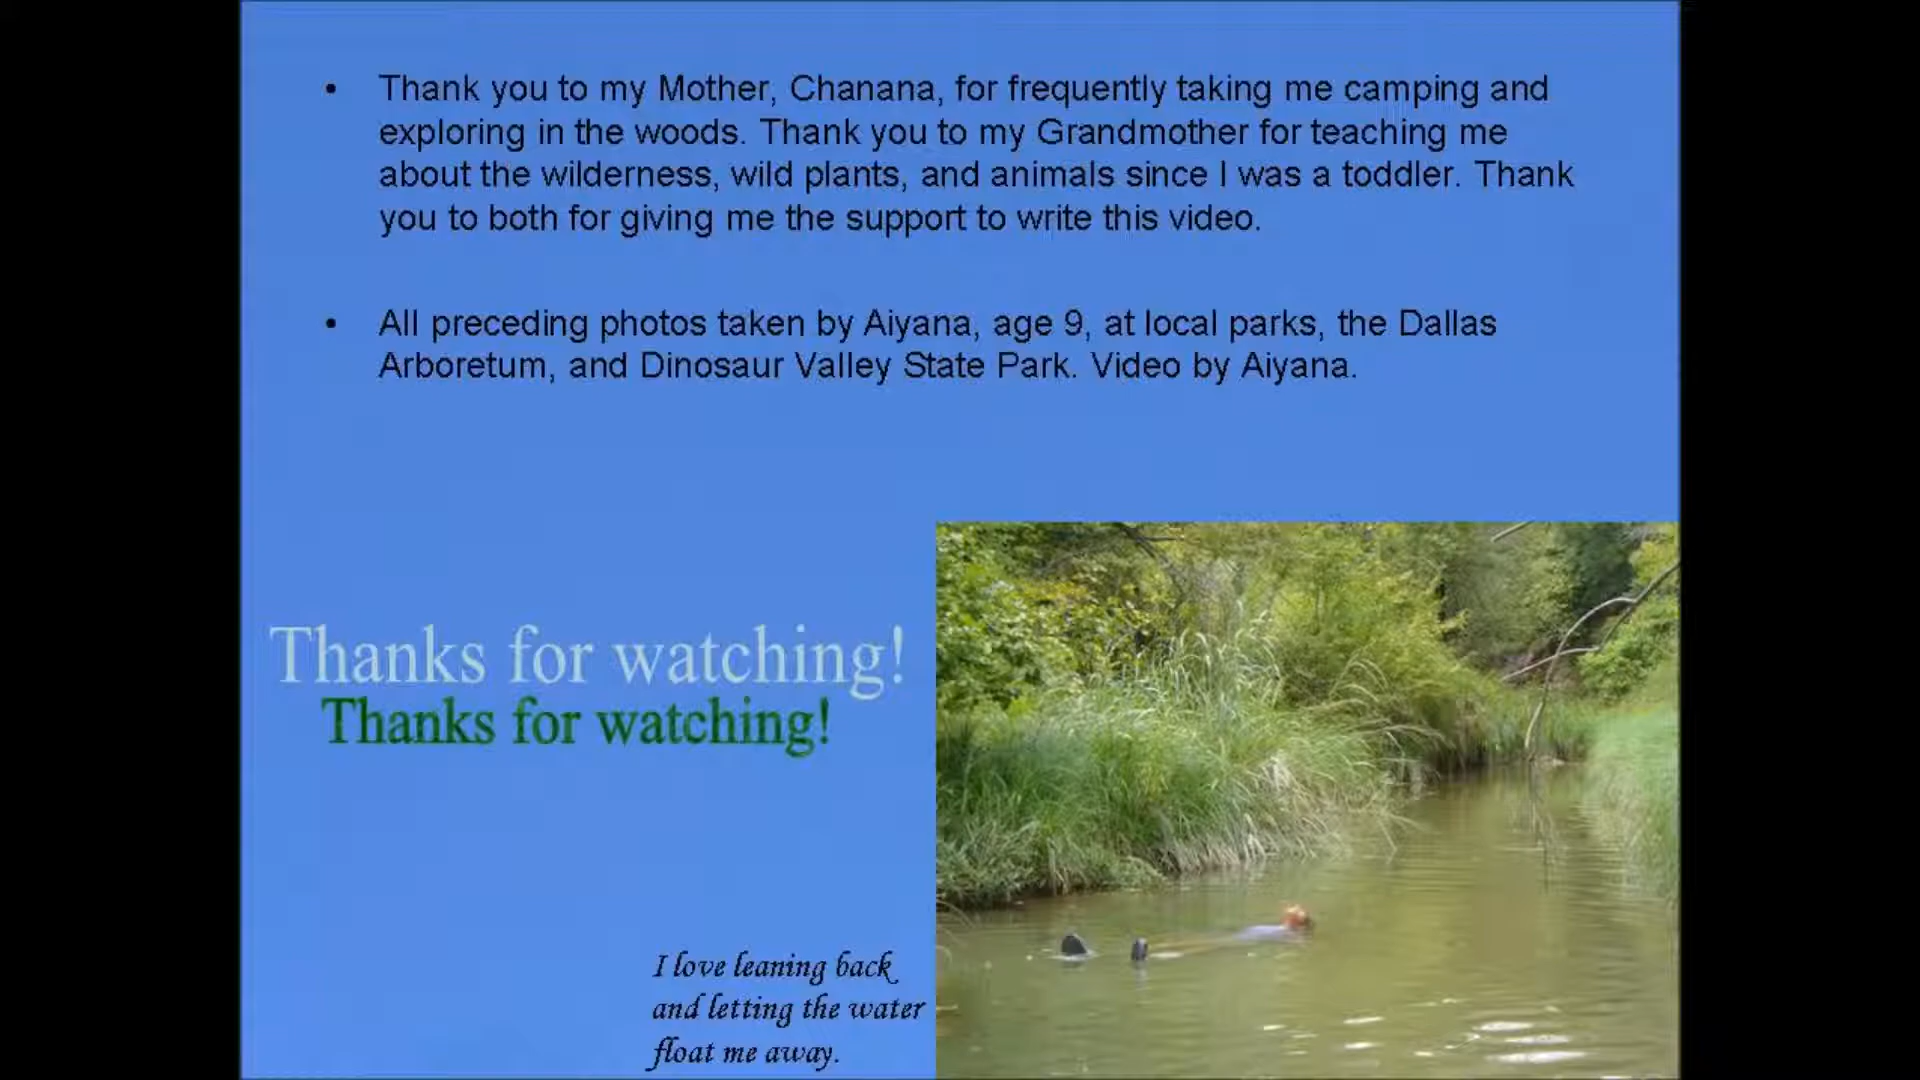 • Thank you to my Mother, Chanana, for frequently taking me camping and
exploring in the woods. Thank you to my Grandmother for teaching me
about the wilderness, wild plants, and animals since I was a toddler. Thank
you to both for giving me the support to write this video.
• All preceding photos taken by Aiyana, age 9, at local parks, the Dallas
Arboretum, and Dinosaur Valley State Park. Video by Aiyana.
Thanks for watching!
Thanks for watching!
I love leaning back
and letting the water
float me away.